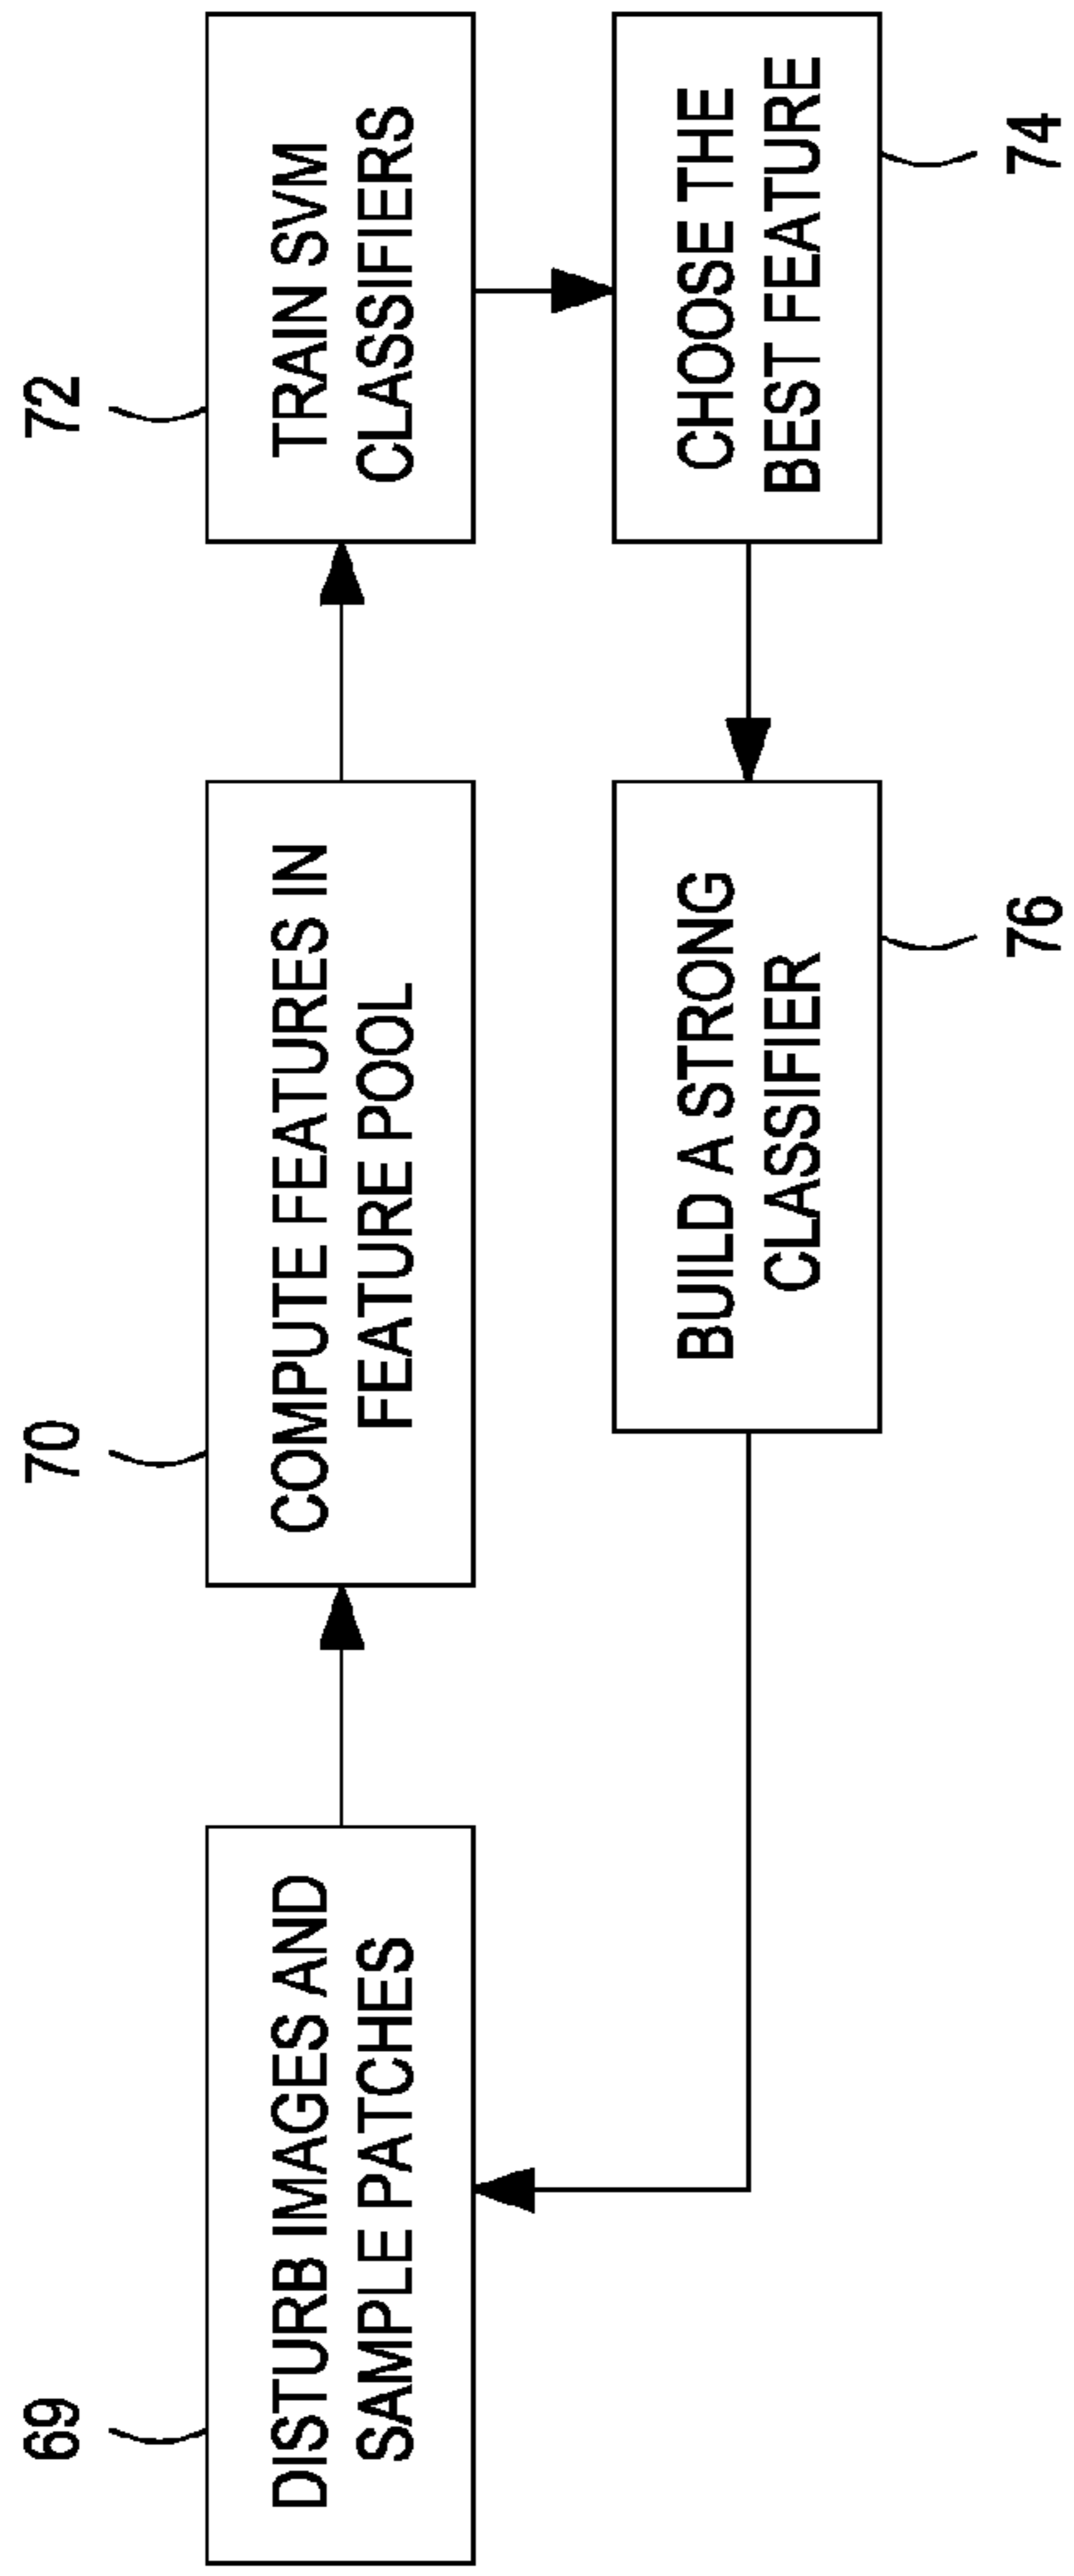 69
DISTURB IMAGES AND
SAMPLE PATCHES
70
COMPUTE FEATURES IN
FEATURE POOL
72
TRAIN SVM
CLASSIFIERS
CHOOSE THE
BEST FEATURE
74
BUILD A STRONG
CLASSIFIER
76